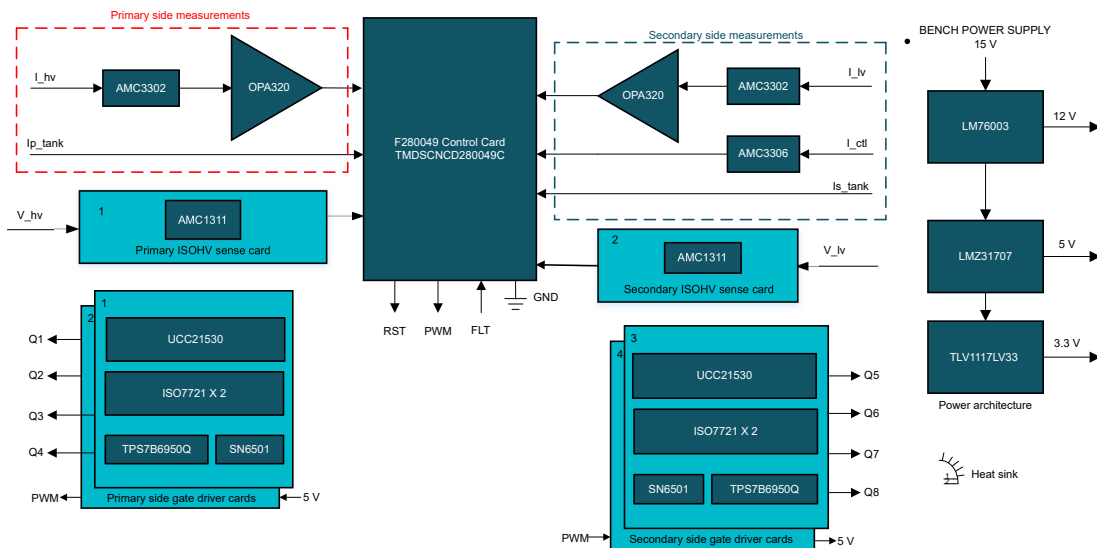 Primary side measurements
I_hv
AMC3302
OPA320
Ip_tank
V_hv
1
AMC1311
Primary ISOHV sense card
F280049 Control Card
TMDSCNCD280049C
RST
PWM
FLT
GND
Secondary side measurements
OPA320
AMC3302
I_lv
AMC3306
I_ctl
Is_tank
2
AMC1311
V_lv
Secondary ISOHV sense card
• BENCH POWER SUPPLY
15 V
LM76003
12 V
LMZ31707
5 V
TLV1117LV33
3.3 V
Power architecture
Heat sink
1
2
1
UCC21530
ISO7721 X 2
TPS7B6950Q
SN6501
Q1
Q2
Q3
Q4
PWM
Primary side gate driver cards
5 V
3
4
UCC21530
ISO7721 X 2
SN6501
TPS7B6950Q
Q5
Q6
Q7
Q8
PWM
Secondary side gate driver cards
5 V